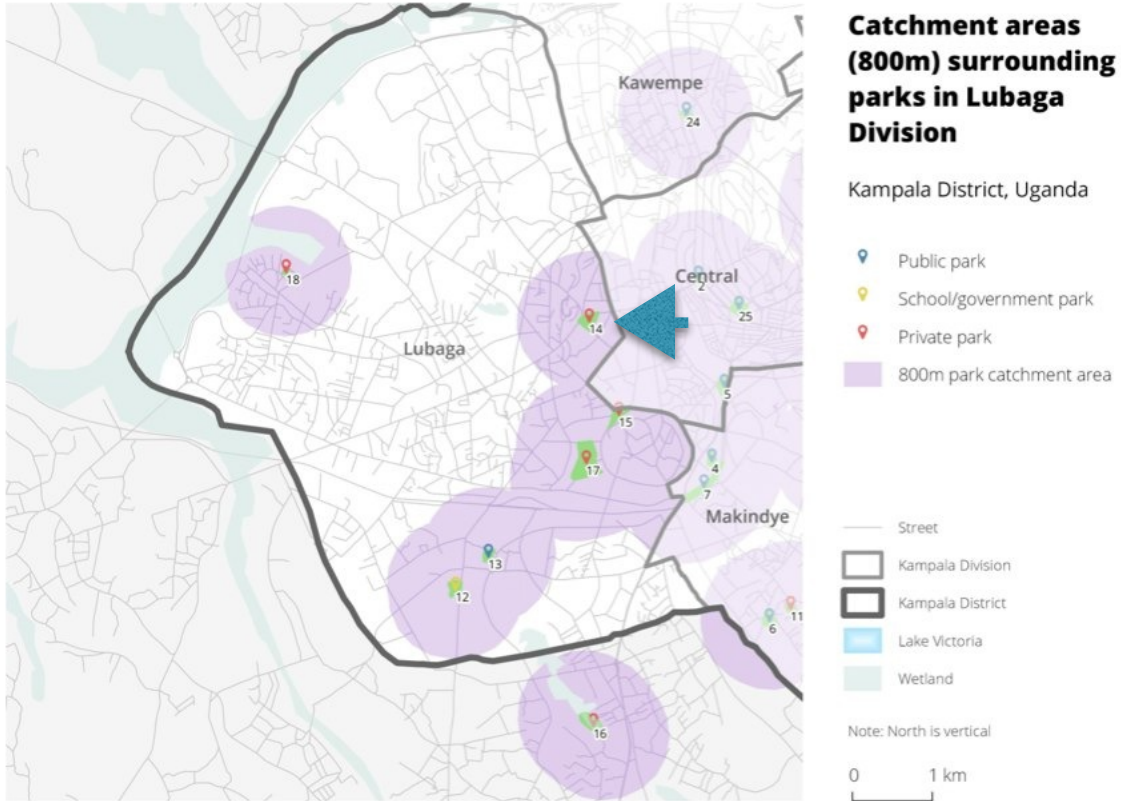 Catchment areas
(800m) surrounding
parks in Lubaga
Division
Kampala District, Uganda
Public park
School/government park
Private park
800m park catchment area
Street
Kampala Division
Kampala District
Lake Victoria
Wetland
Note: North is vertical
0 1 km
Kawempe
24
18
Central
2
25
14
Lubaga
5
15
17
4
7
Makindye
13
12
11
6
16